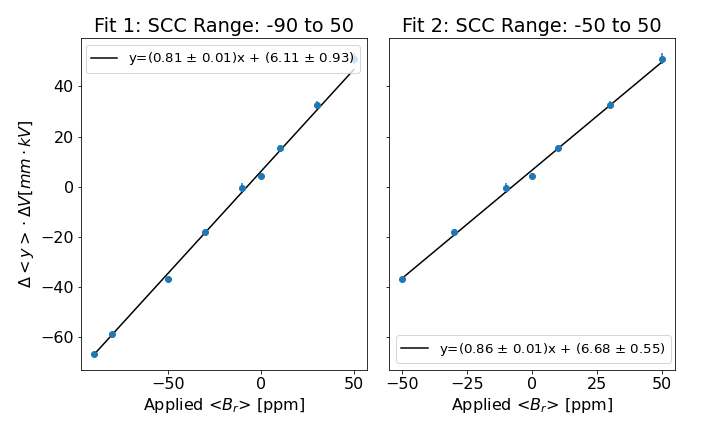 Fit 1: SCC Range: -90 to 50
Fit 2: SCC Range: -50 to 50
y=(0.81 ± 0.01)x + (6.11 ± 0.93)
Δ < y > · ΔV[mm · kV]
40
20
0
−20
−40
−60
−50
0
50
Applied <B_r> [ppm]
y=(0.86 ± 0.01)x + (6.68 ± 0.55)
−50
−25
0
25
50
Applied <B_r> [ppm]